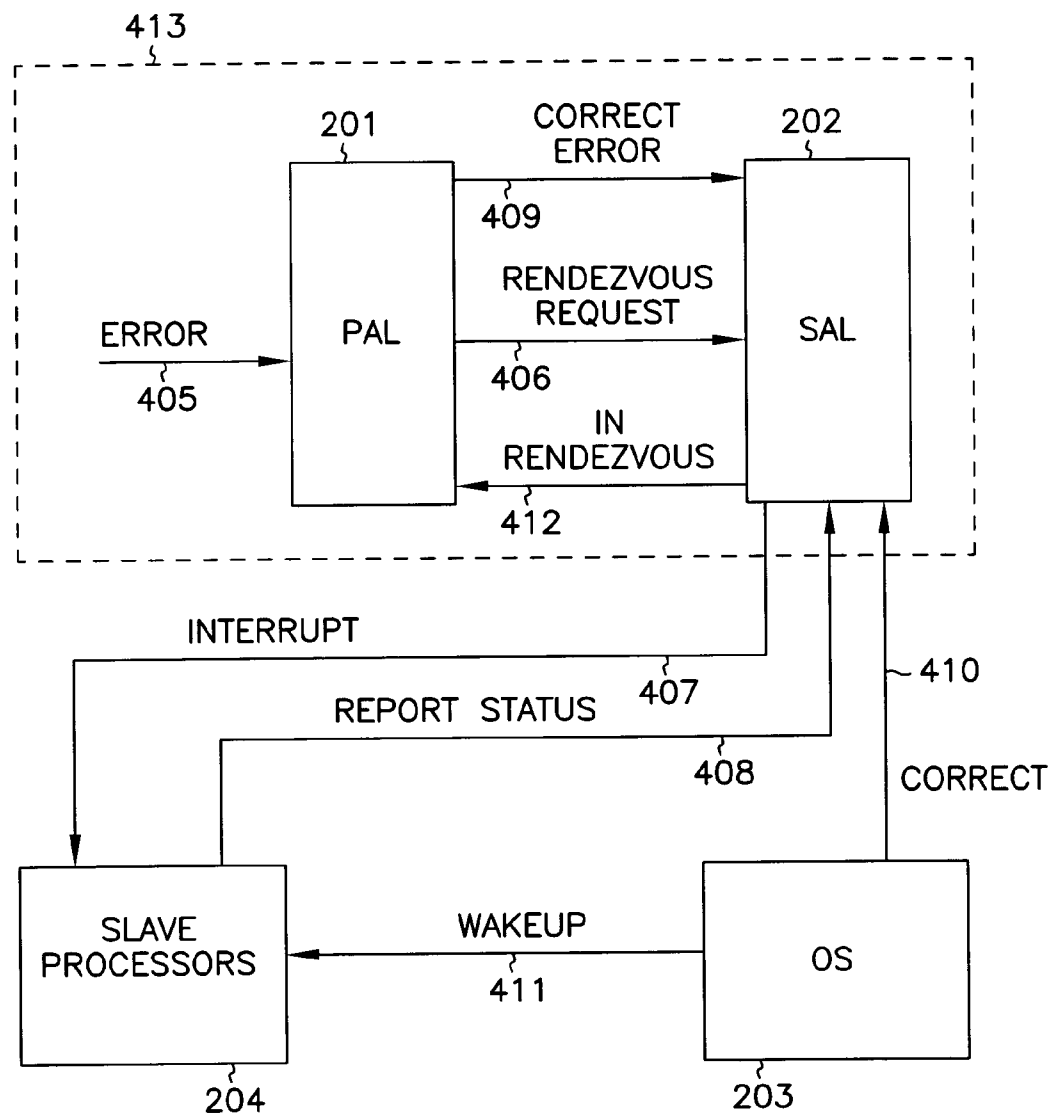 413
201
CORRECT
ERROR
202
409
RENDEZVOUS
REQUEST
PAL
SAL
ERROR
405
406
IN
RENDEZVOUS
412
INTERRUPT
407
410
REPORT STATUS
408
CORRECT
SLAVE
PROCESSORS
WAKEUP
411
OS
204
203